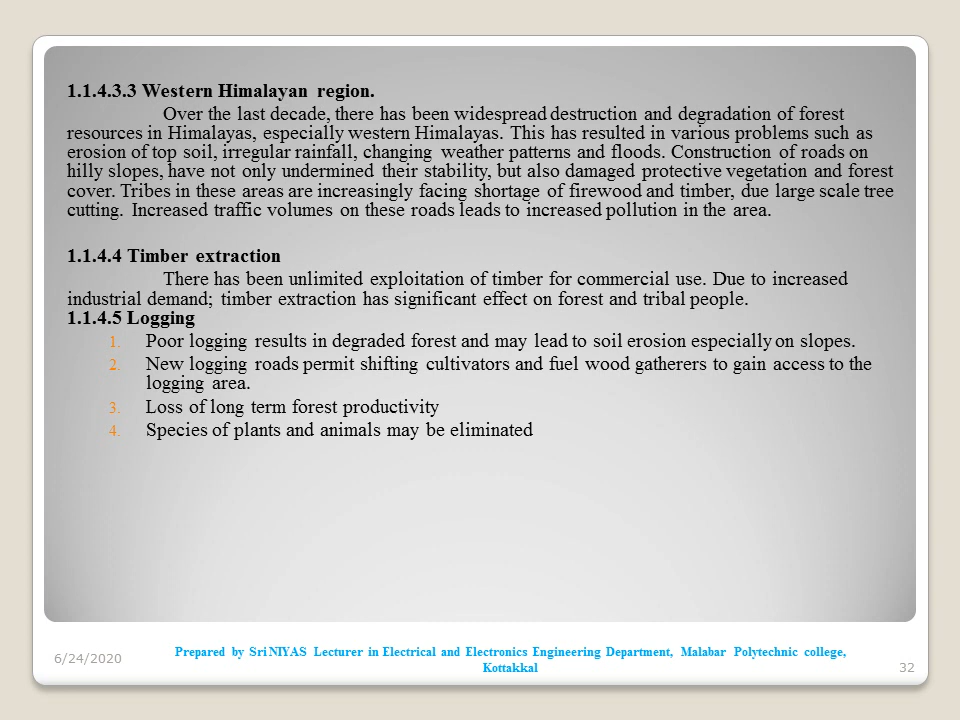 1.1.4.3.3 Western Himalayan region.
Over the last decade, there has been widespread destruction and degradation of forest
resources in Himalayas, especially western Himalayas. This has resulted in various problems such as
erosion of top soil, irregular rainfall, changing weather patterns and floods. Construction of roads on
hilly slopes, have not only undermined their stability, but also damaged protective vegetation and forest
cover. Tribes in these areas are increasingly facing shortage of firewood and timber, due large scale tree
cutting. Increased traffic volumes on these roads leads to increased pollution in the area.
1.1.4.4 Timber extraction
There has been unlimited exploitation of timber for commercial use. Due to increased
industrial demand; timber extraction has significant effect on forest and tribal people.
1.1.4.5 Logging
1. Poor logging results in degraded forest and may lead to soil erosion especially on slopes.
2. New logging roads permit shifting cultivators and fuel wood gatherers to gain access to the
logging area.
3. Loss of long term forest productivity
4. Species of plants and animals may be eliminated
6/24/2020
Prepared by Sri NIYAS Lecturer in Electrical and Electronics Engineering Department, Malabar Polytechnic college,
Kottakkal
32